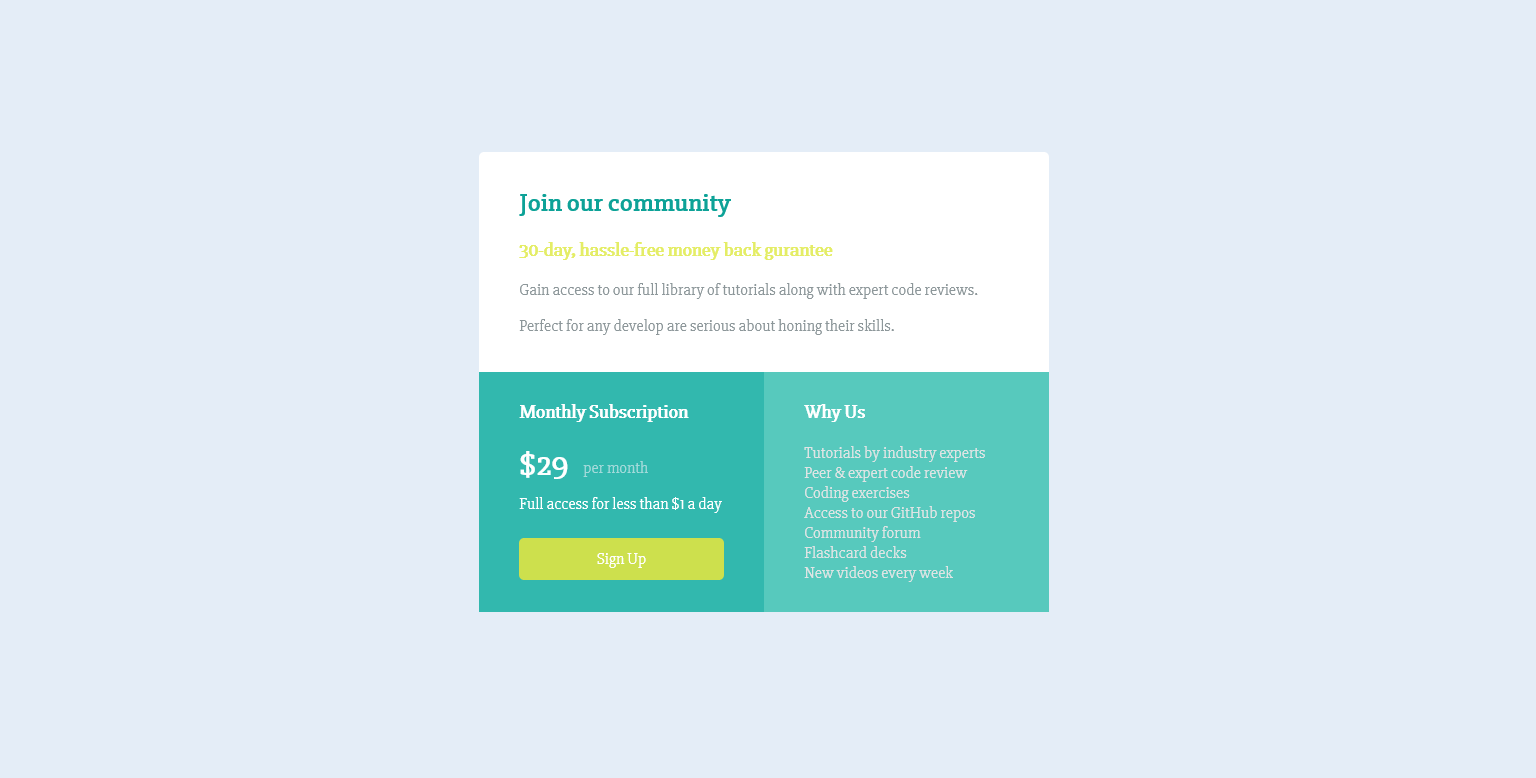 Join our community
30-day, hassle-free money back gurantee
Gain access to our full library of tutorials along with expert code reviews.
Perfect for any develop are serious about honing their skills.
Monthly Subscription
$29 per month
Full access for less than $1 a day
Sign Up
Why Us
Tutorials by industry experts
Peer & expert code review
Coding exercises
Access to our GitHub repos
Community forum
Flashcard decks
New videos every week